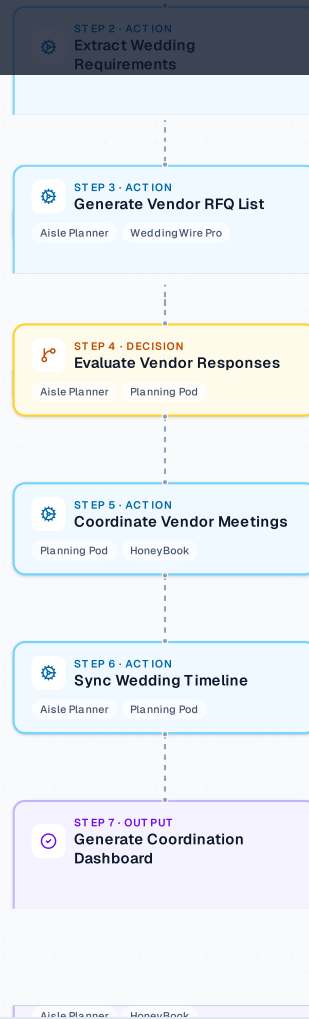 STEP 2 · ACTION
Extract Wedding
Requirements
STEP 3 · ACTION
Generate Vendor RFQ List
Aisle Planner WeddingWire Pro
STEP 4 · DECISION
Evaluate Vendor Responses
Aisle Planner Planning Pod
STEP 5 · ACTION
Coordinate Vendor Meetings
Planning Pod HoneyBook
STEP 6 · ACTION
Sync Wedding Timeline
Aisle Planner Planning Pod
STEP 7 · OUTPUT
Generate Coordination
Dashboard
Aisle Planner HoneyBook